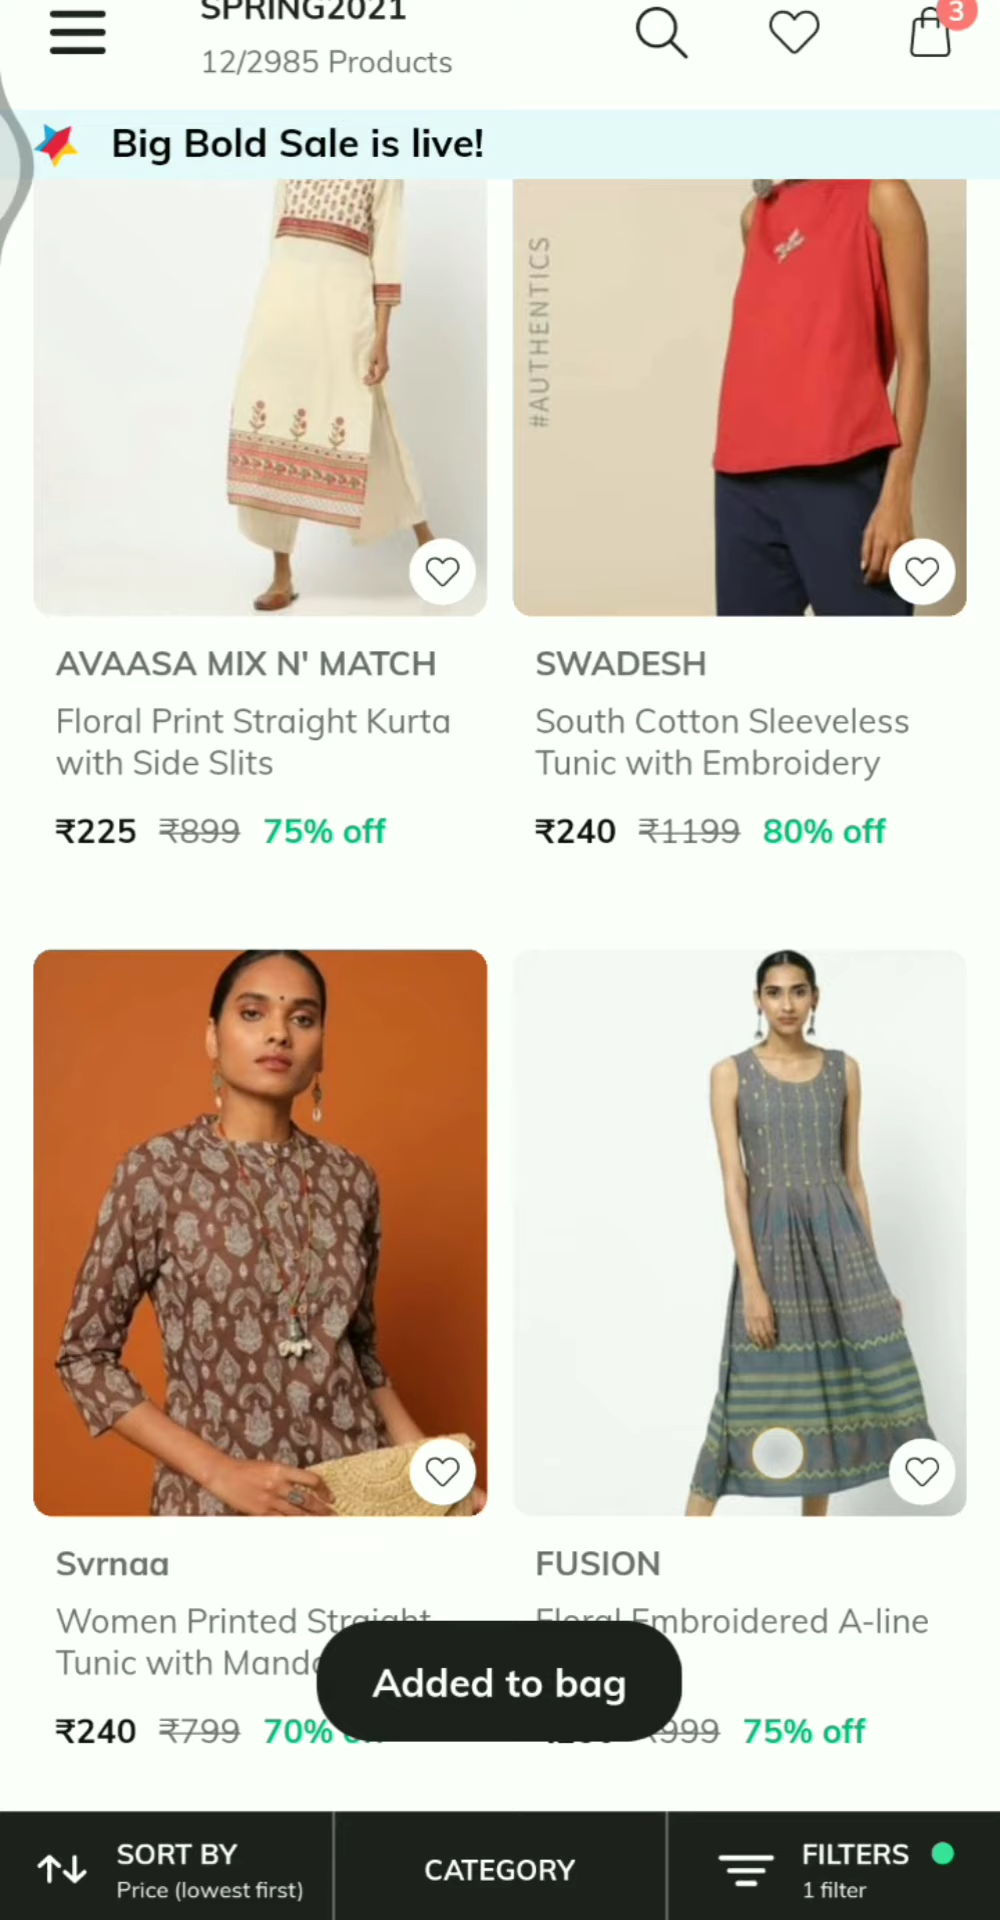 SPRING2021
12/2985 Products
3
Big Bold Sale is live!
#AUTHENTICS
AVAASA MIX N' MATCH
Floral Print Straight Kurta
with Side Slits
₹225 ₹899 75% off
SWADESH
South Cotton Sleeveless
Tunic with Embroidery
₹240 ₹1199 80% off
Svrnaa
Women Printed Straight
Tunic with
₹240 ₹799 70%
FUSION
Floral Embroidered A-line
₹999 75% off
Added to bag
SORT BY
Price (lowest first)
CATEGORY
FILTERS
1 filter